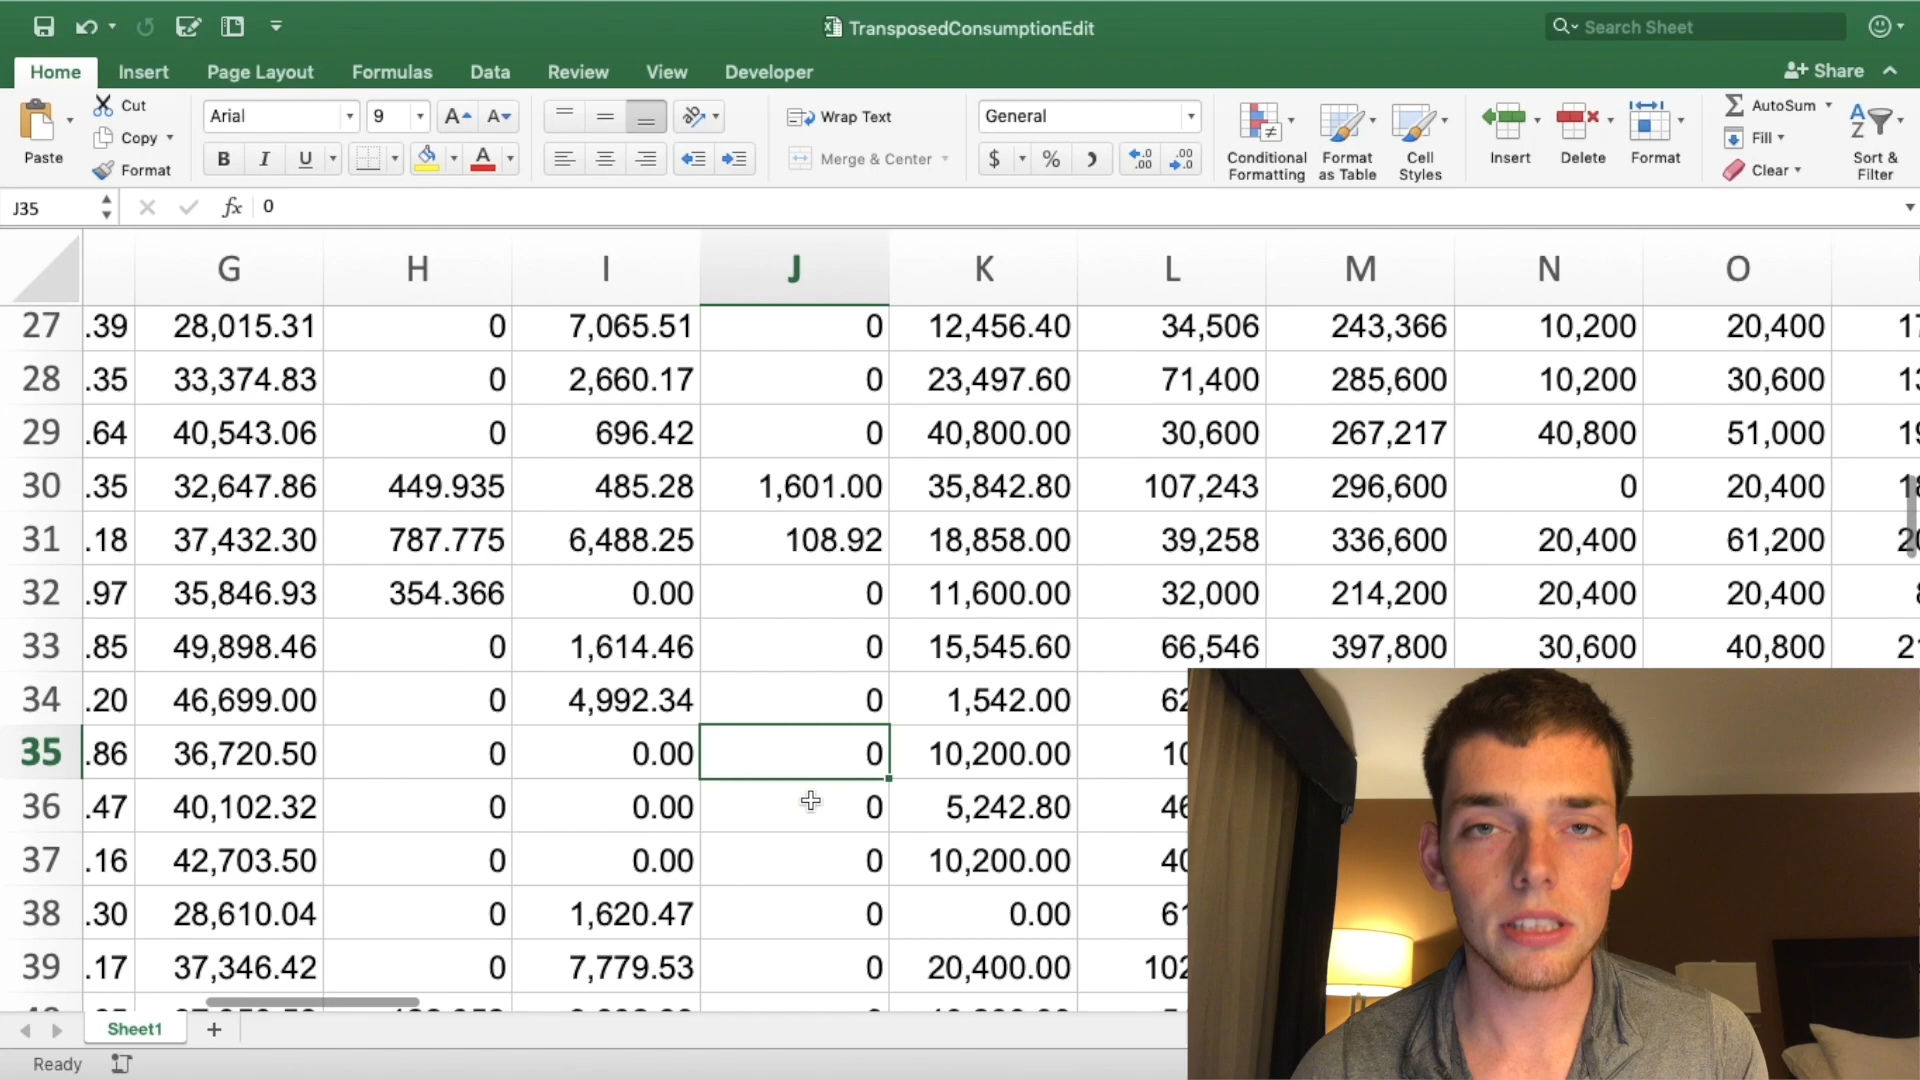 TransposedConsumptionEdit
Search Sheet
Home Insert Page Layout Formulas Data Review View Developer
Share
Paste
Cut
Copy
Format
Arial
9
B I U
Wrap Text
Merge & Center
General
$ %
Conditional Formatting
Format as Table
Cell Styles
Insert
Delete
Format
AutoSum
Fill
Clear
Sort & Filter
J35 fx 0
G H I J K L M N O
27 .39 28,015.31 0 7,065.51 0 12,456.40 34,506 243,366 10,200 20,400
28 .35 33,374.83 0 2,660.17 0 23,497.60 71,400 285,600 10,200 30,600
29 .64 40,543.06 0 696.42 0 40,800.00 30,600 267,217 40,800 51,000
30 .35 32,647.86 449.935 485.28 1,601.00 35,842.80 107,243 296,600 0 20,400
31 .18 37,432.30 787.775 6,488.25 108.92 18,858.00 39,258 336,600 20,400 61,200
32 .97 35,846.93 354.366 0.00 0 11,600.00 32,000 214,200 20,400 20,400
33 .85 49,898.46 0 1,614.46 0 15,545.60 66,546 397,800 30,600 40,800
34 .20 46,699.00 0 4,992.34 0 1,542.00 62
35 .86 36,720.50 0 0.00 0 10,200.00 10
36 .47 40,102.32 0 0.00 0 5,242.80 46
37 .16 42,703.50 0 0.00 0 10,200.00 40
38 .30 28,610.04 0 1,620.47 0 0.00 61
39 .17 37,346.42 0 7,779.53 0 20,400.00 102
Sheet1
Ready